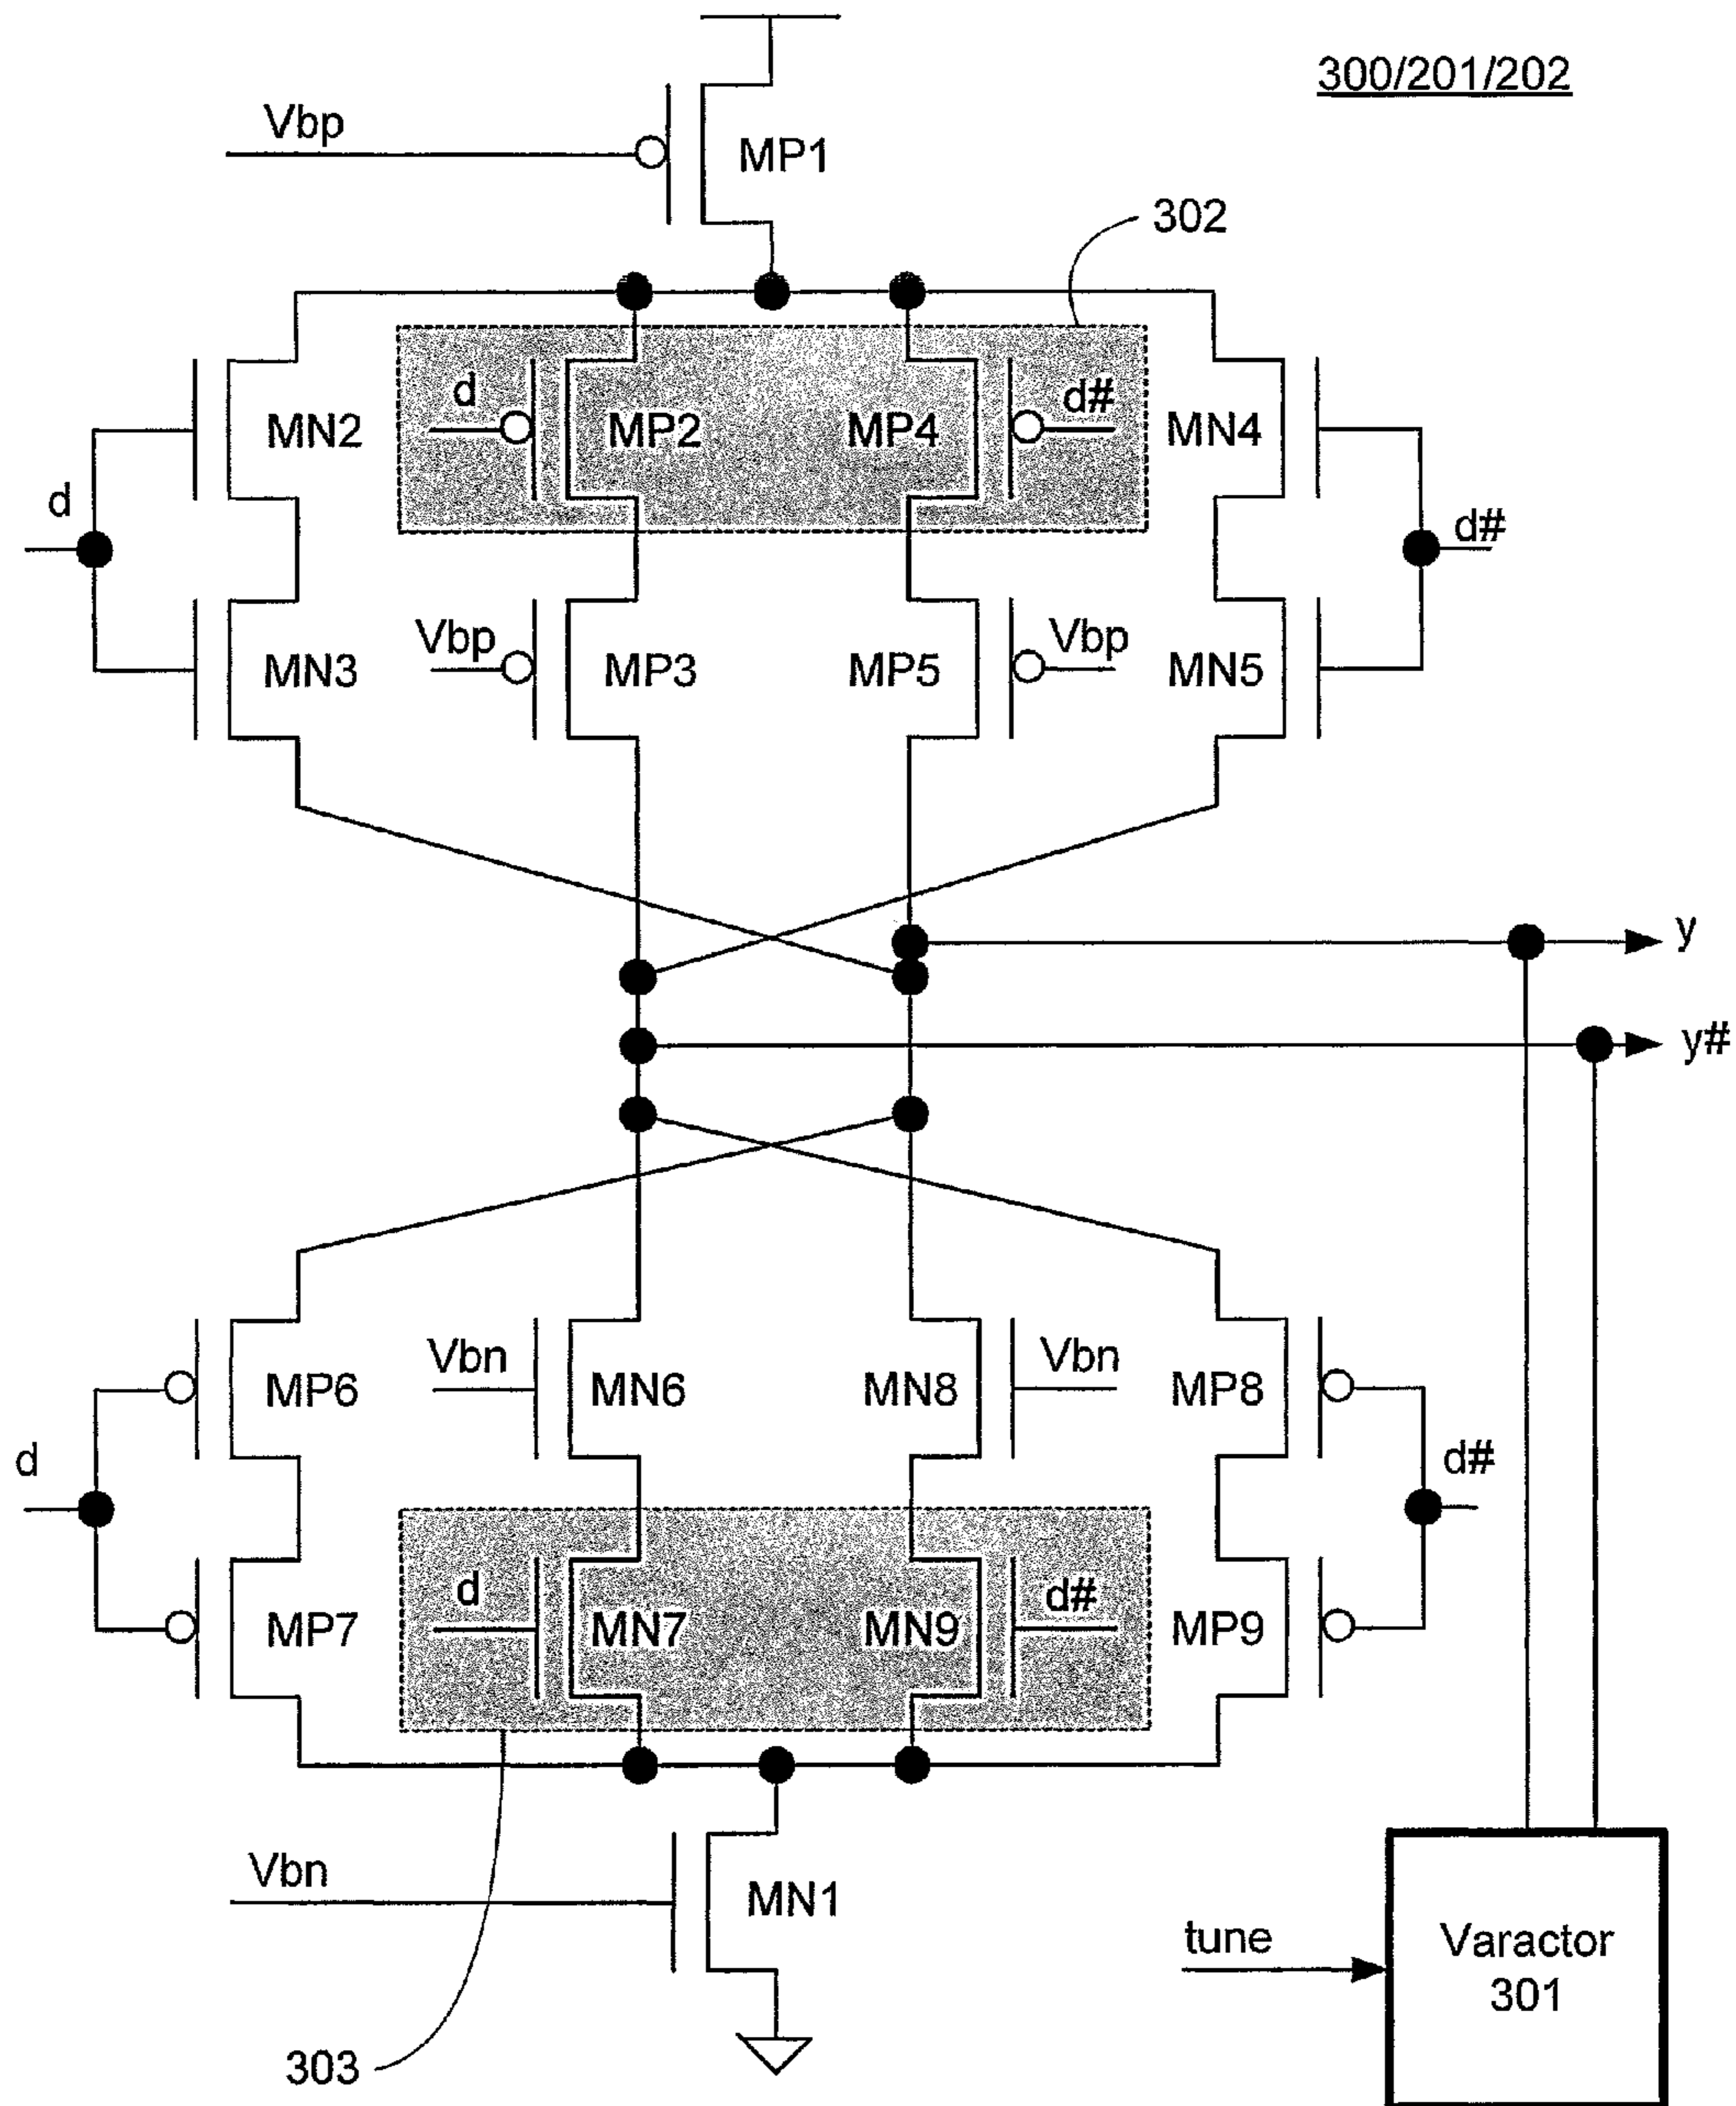 300/201/202
Vbp
MP1
302
MN2
d
MP2
MP4
d#
MN4
d
d#
MN3
Vbp
MP3
MP5
Vbp
MN5
y
y#
MP6
Vbn
MN6
MN8
Vbn
MP8
d
d#
MP7
d
MN7
MN9
d#
MP9
Vbn
MN1
tune
Varactor
301
303